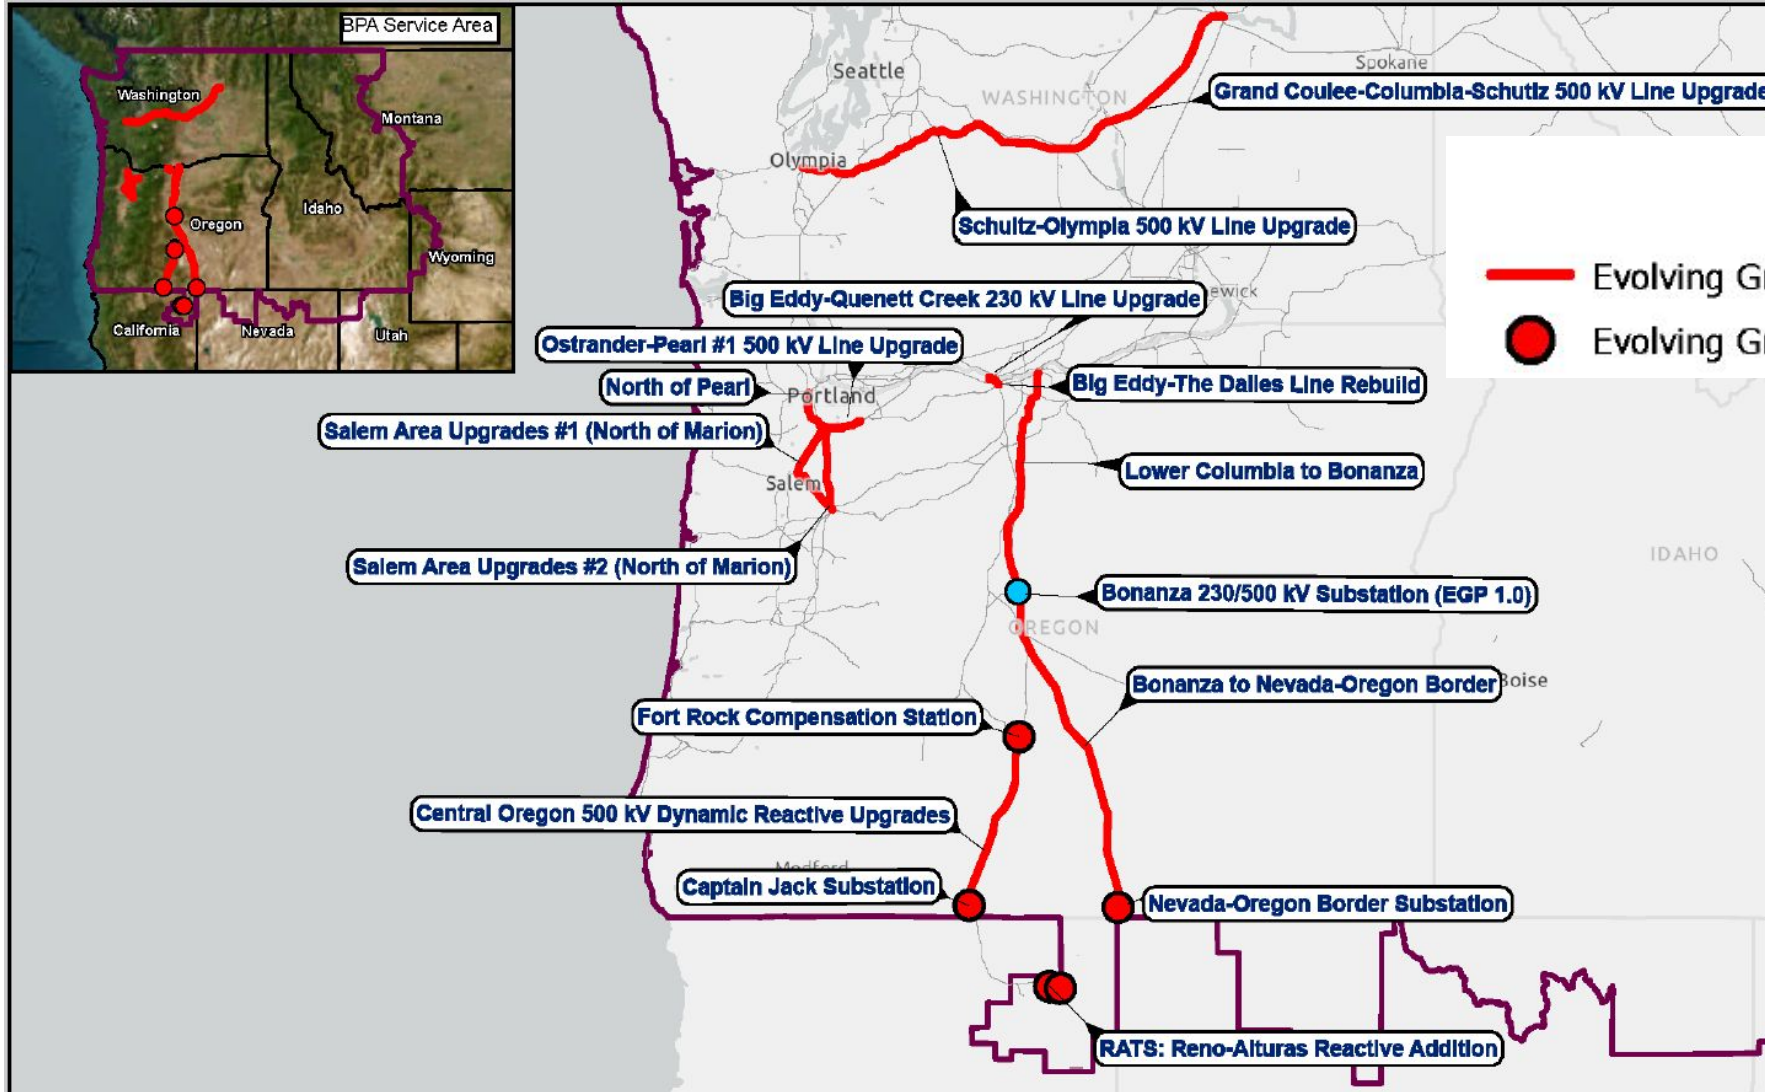 BPA Service Area
Washington
Montana
Oregon
Idaho
Wyoming
California
Nevada
Utah
Seattle
Spokane
WASHINGTON
Grand Coulee-Columbia-Schultz 500 kV Line Upgrade
Olympia
Schultz-Olympia 500 kV Line Upgrade
Big Eddy-Quenett Creek 230 kV Line Upgrade
ewick
Evolving Gr
Evolving Gr
Ostrander-Pearl #1 500 kV Line Upgrade
North of Pearl
Portland
Big Eddy-The Dalles Line Rebuild
Salem Area Upgrades #1 (North of Marion)
Lower Columbia to Bonanza
Salem
Salem Area Upgrades #2 (North of Marion)
IDAHO
Bonanza 230/500 kV Substation (EGP 1.0)
OREGON
Bonanza to Nevada-Oregon Border
Boise
Fort Rock Compensation Station
Central Oregon 500 kV Dynamic Reactive Upgrades
Medford
Captain Jack Substation
Nevada-Oregon Border Substation
RATS: Reno-Alturas Reactive Addition